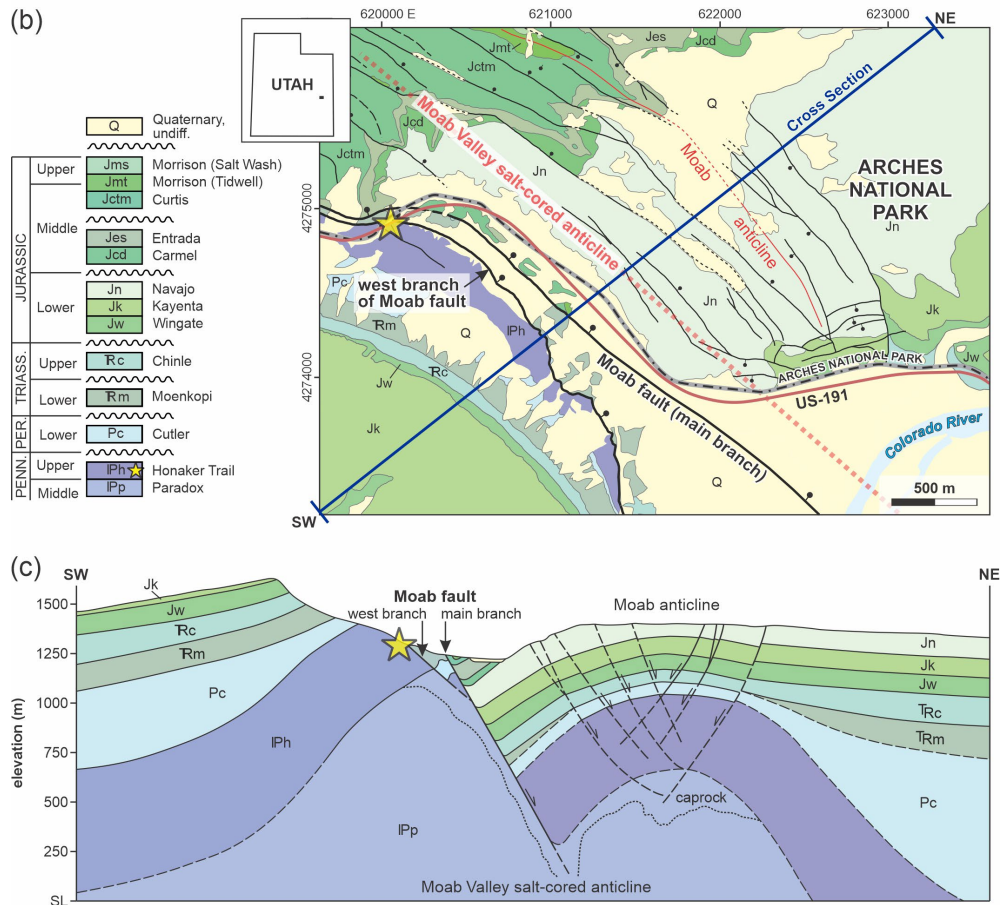 (b)
620000 E
621000
622000
623000
NE
UTAH
Q
Quaternary,
undiff.
JURASSIC
Upper
Jms
Morrison (Salt Wash)
Jmt
Morrison (Tidwell)
Middle
Jctm
Curtis
Jes
Entrada
Jcd
Carmel
Lower
Jn
Navajo
Jk
Kayenta
Jw
Wingate
TRIASS.
Upper
TRc
Chinle
Lower
TRm
Moenkopi
PER.
Lower
Pc
Cutler
PENN.
Upper
IPh
Honaker Trail
Middle
IPp
Paradox
4275000
4274000
Jmt
Jes
Jcd
Jctm
Q
Cross Section
Moab Valley salt-cored anticline
Jcd
Jctm
Jn
Moab
anticline
ARCHES
NATIONAL
PARK
Jn
west branch
of Moab fault
Pc
TRm
Q
IPh
Jn
Jk
TRc
Jw
Jk
Moab fault (main branch)
ARCHES NATIONAL PARK
US-191
Jw
Colorado River
Q
500 m
SW
(c)
SW
NE
Jk
Moab fault
west branch
main branch
Moab anticline
elevation (m)
1500
1250
1000
750
500
250
SL
Jw
TRc
TRm
Pc
IPh
IPp
caprock
Moab Valley salt-cored anticline
Jn
Jk
Jw
TRc
TRm
Pc